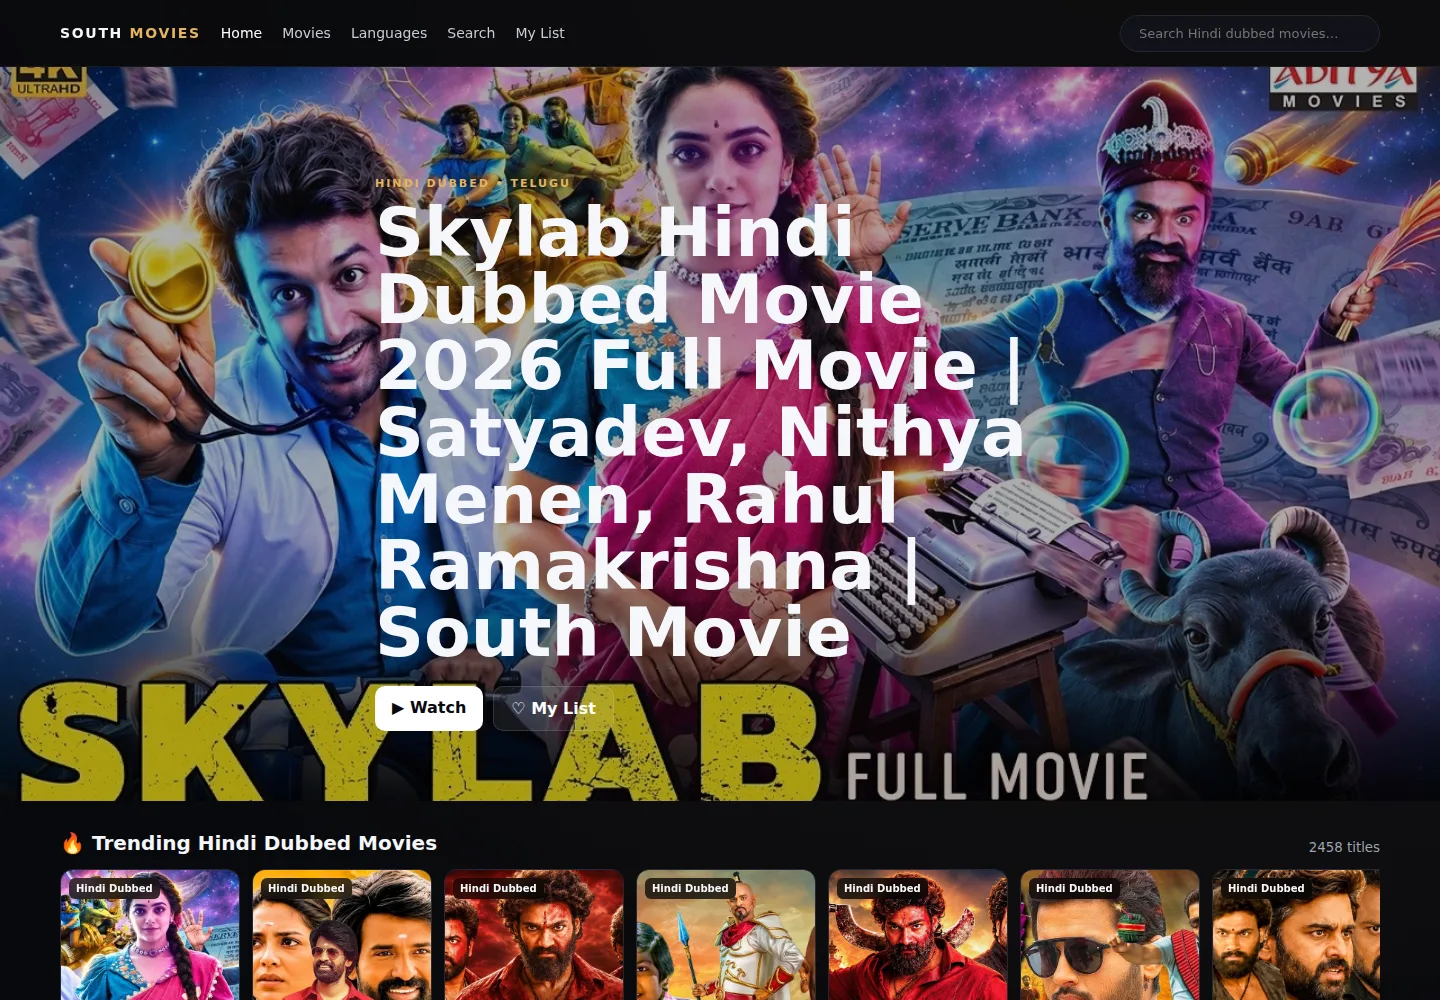 SOUTH MOVIES
Home
Movies
Languages
Search
My List
Search Hindi dubbed movies...
4K
ULTRAHD
ADITYA
MOVIES
SERVE BANK
9AB
HINDI DUBBED • TELUGU
Skylab Hindi
Dubbed Movie
2026 Full Movie |
Satyadev, Nithya
Menen, Rahul
Ramakrishna |
South Movie
▶ Watch
♡ My List
SKYLAB
FULL MOVIE
🔥 Trending Hindi Dubbed Movies
2458 titles
Hindi Dubbed
Hindi Dubbed
Hindi Dubbed
Hindi Dubbed
Hindi Dubbed
Hindi Dubbed
Hindi Dubbed